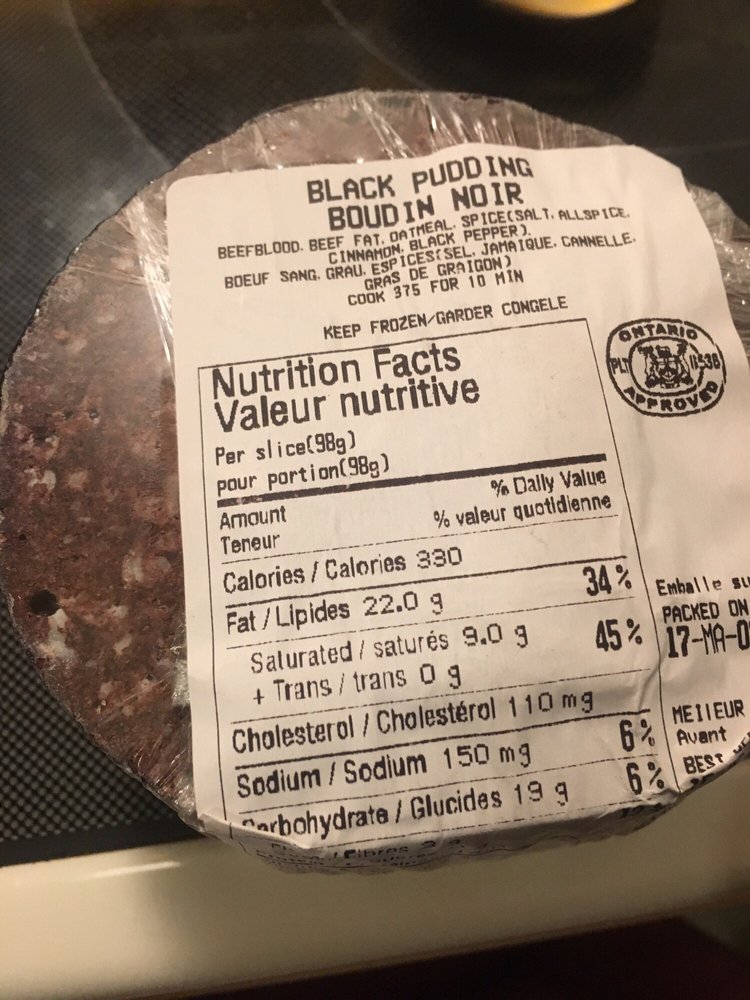 BLACK PUDDING
BOUDIN NOIR
BEEFBLOOD, BEEF FAT, OATMEAL, SPICE(SALT, ALLSPICE,
CINNAMON, BLACK PEPPER),
BOEUF SANG, GRAU, ESPICES(SEL, JAMAIQUE, CANNELLE,
GRAS DE GRAIGON)
COOK 375 FOR 10 MIN
KEEP FROZEN/GARDER CONGELE
ONTARIO
PLT
APPROVED
Nutrition Facts
Valeur nutritive
Per slice(98g)
pour portion(98g)
Amount % Daily Value
Teneur % valeur quotidienne
Calories / Calories 330
Fat / Lipides 22.0 g 34%
Saturated / saturés 9.0 g 45%
+ Trans / trans 0 g
Cholesterol / Cholestérol 110 mg
Sodium / Sodium 150 mg 6%
Carbohydrate / Glucides 19 g 6%
/ Fibres
Emballe
PACKED ON
17-MA-0
MEIIEUR
Avant
BEST